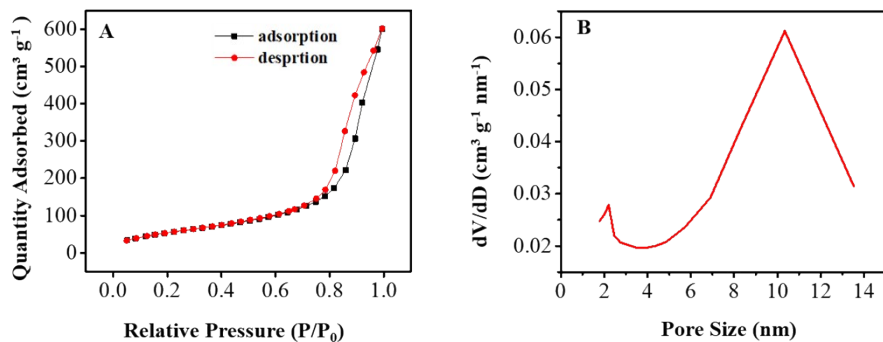 A
adsorption
desprtion
Quantity Adsorbed (cm³ g⁻¹)
600
500
400
300
200
100
0
0.0 0.2 0.4 0.6 0.8 1.0
Relative Pressure (P/P₀)
B
dV/dD (cm³ g⁻¹ nm⁻¹)
0.06
0.05
0.04
0.03
0.02
0 2 4 6 8 10 12 14
Pore Size (nm)